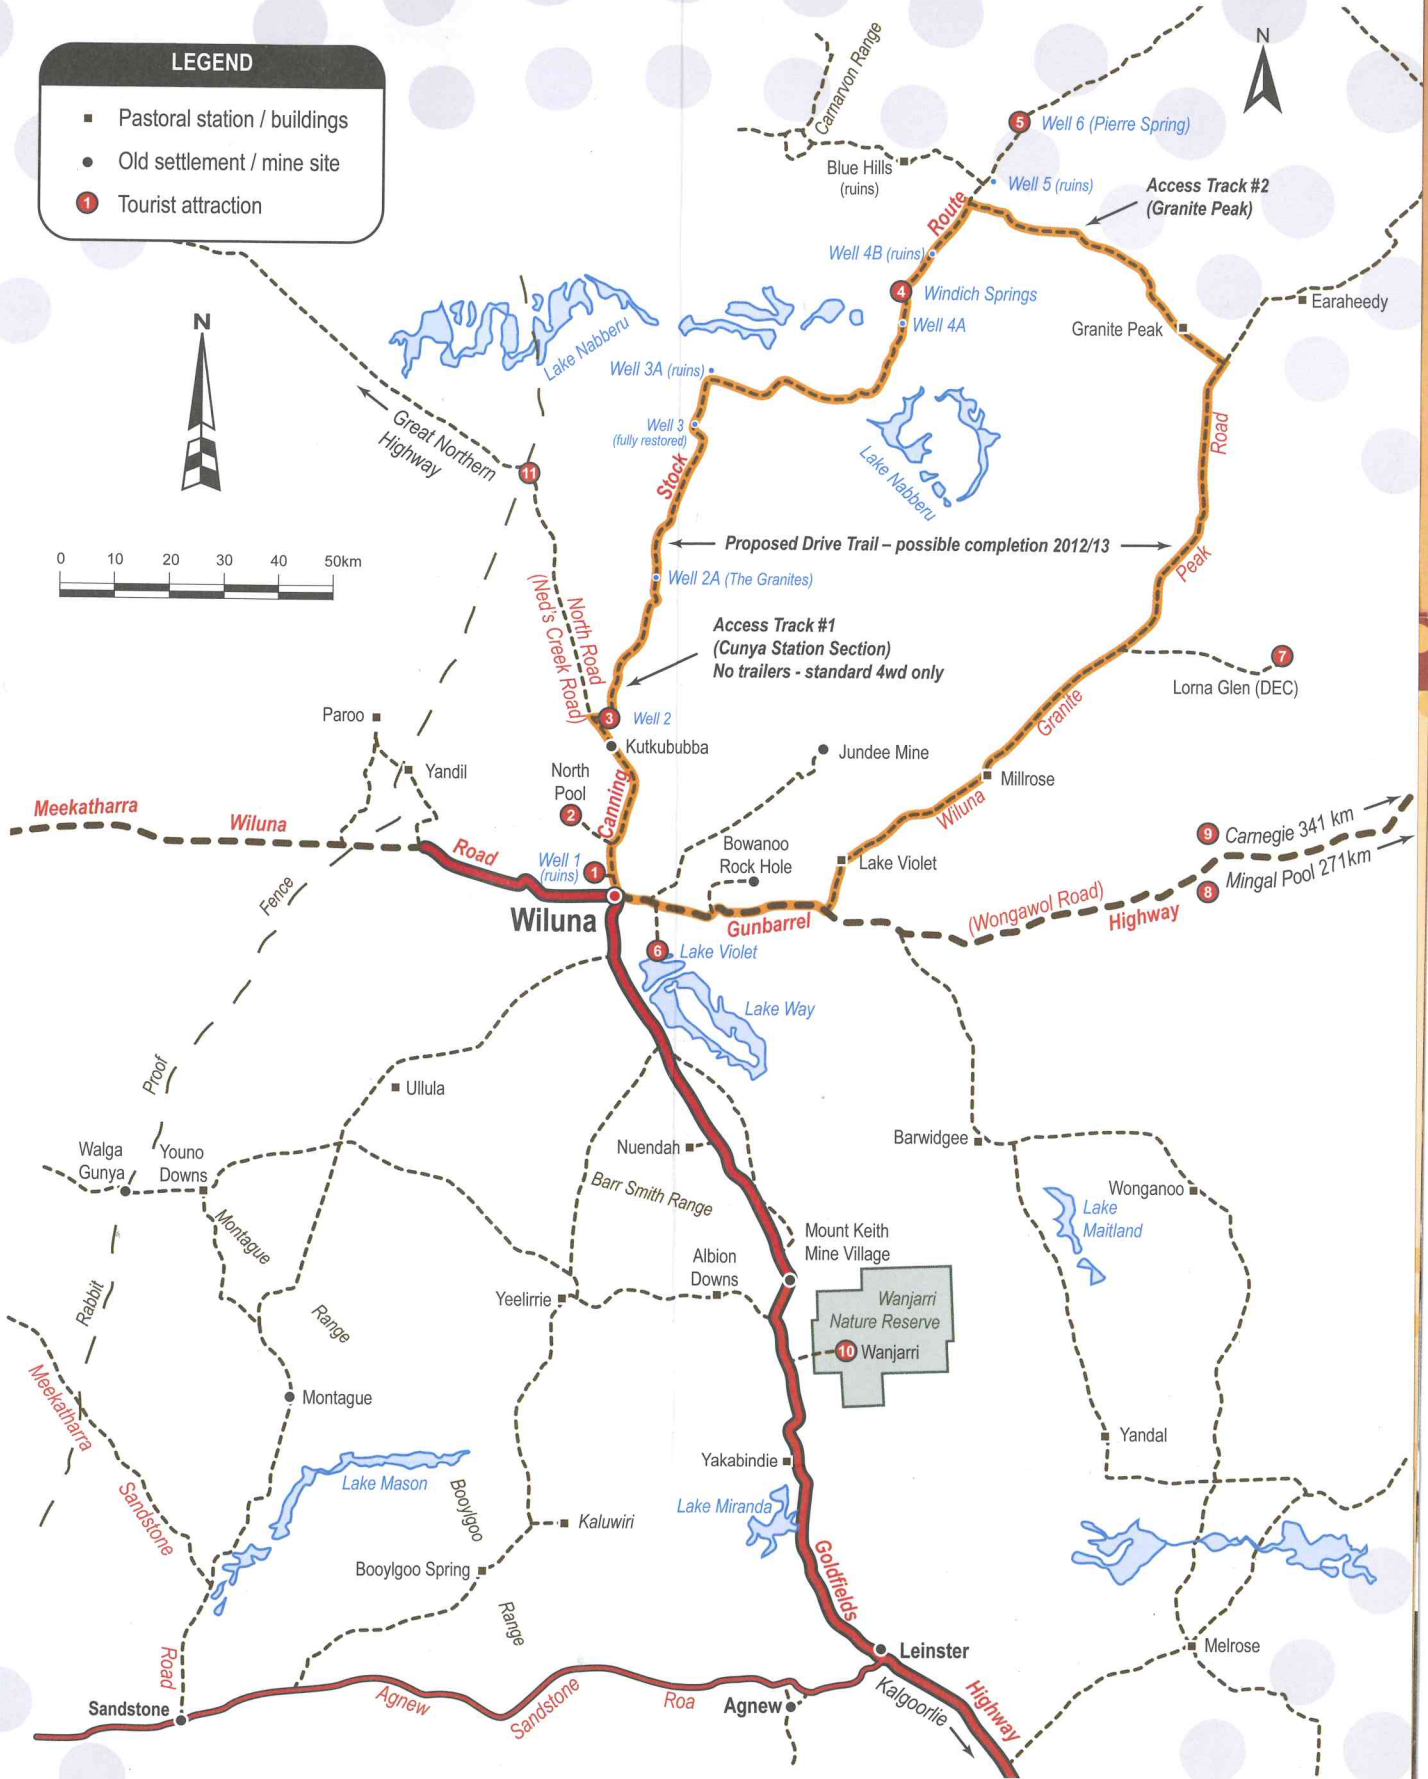 LEGEND
Pastoral station / buildings
Old settlement / mine site
1 Tourist attraction
N
N
0 10 20 30 40 50km
Carnarvon Range
5 Well 6 (Pierre Spring)
Blue Hills
(ruins)
Well 5 (ruins)
Access Track #2
(Granite Peak)
Route
Well 4B (ruins)
4 Windich Springs
Well 4A
Earaheedy
Granite Peak
Lake Nabberu
Well 3A (ruins)
Great Northern
Highway
Well 3
(fully restored)
11
Stock
Lake Nabberu
Road
Proposed Drive Trail – possible completion 2012/13
Peak
Well 2A (The Granites)
North Road
(Ned's Creek Road)
Access Track #1
(Cunya Station Section)
No trailers - standard 4wd only
7
Lorna Glen (DEC)
Granite
Paroo
3 Well 2
Kutkububba
Jundee Mine
Yandil
North
Pool
2
Canning
Millrose
Wiluna
Meekatharra
Wiluna
Road
Well 1
(ruins)
1
Bowanoo
Rock Hole
Lake Violet
9 Carnegie 341 km
8 Mingal Pool 271km
Fence
Wiluna
Gunbarrel
(Wongawol Road)
Highway
6 Lake Violet
Lake Way
Proof
Ullula
Walga
Gunya
Youno
Downs
Nuendah
Barwidgee
Barr Smith Range
Wonganoo
Lake
Maitland
Montague
Mount Keith
Mine Village
Albion
Downs
Rabbit
Range
Yeelirrie
Wanjarri
Nature Reserve
10 Wanjarri
Meekatharra
Montague
Yandal
Yakabindie
Lake Mason
Sandstone
Booylgoo
Lake Miranda
Kaluwiri
Goldfields
Booylgoo Spring
Range
Road
Melrose
Leinster
Sandstone
Agnew
Sandstone
Roa
Agnew
Kalgoorlie
Highway